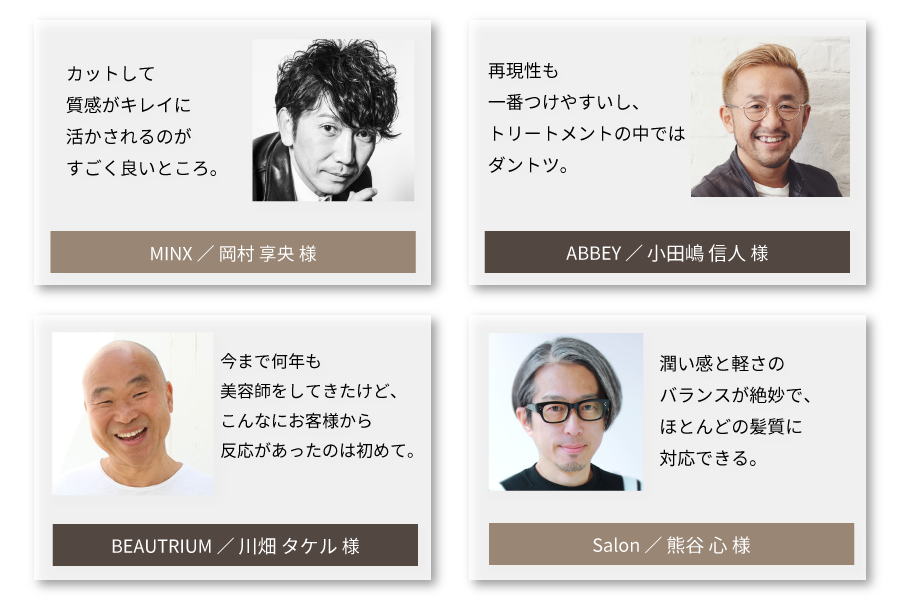 カットして
質感がキレイに
活かされるのが
すごく良いところ。
MINX ／ 岡村 享央 様
再現性も
一番つけやすいし、
トリートメントの中では
ダントツ。
ABBEY ／ 小田嶋 信人 様
今まで何年も
美容師をしてきたけど、
こんなにお客様から
反応があったのは初めて。
BEAUTRIUM ／ 川畑 タケル 様
潤い感と軽さの
バランスが絶妙で、
ほとんどの髪質に
対応できる。
Salon ／ 熊谷 心 様